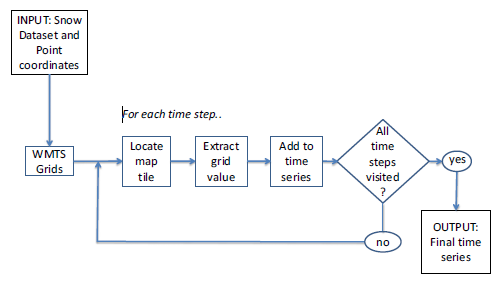 INPUT: Snow
Dataset and
Point
coordinates
For each time step..
WMTS
Grids
Locate
map
tile
Extract
grid
value
Add to
time
series
All
time
steps
visited
?
yes
no
OUTPUT:
Final time
series